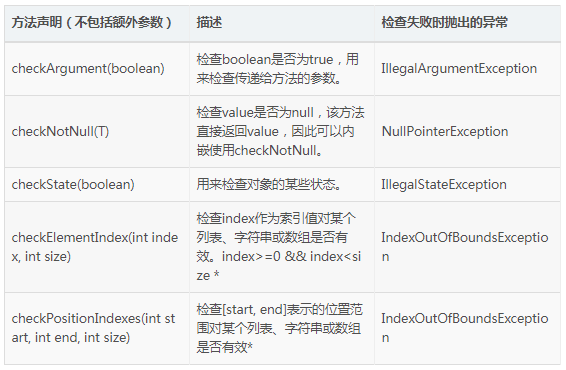 方法声明（不包括额外参数） 描述 检查失败时抛出的异常
checkArgument(boolean) 检查boolean是否为true，用 IllegalArgumentException
来检查传递给方法的参数。
checkNotNull(T) 检查value是否为null，该方法 NullPointerException
直接返回value，因此可以内
嵌使用checkNotNull。
checkState(boolean) 用来检查对象的某些状态。 IllegalStateException
checkElementIndex(int inde 检查index作为索引值对某个 IndexOutOfBoundsExceptio
x, int size) 列表、字符串或数组是否有 n
效。index>=0 && index<si
ze *
checkPositionIndexes(int st 检查[start, end]表示的位置范 IndexOutOfBoundsExceptio
art, int end, int size) 围对某个列表、字符串或数组 n
是否有效*